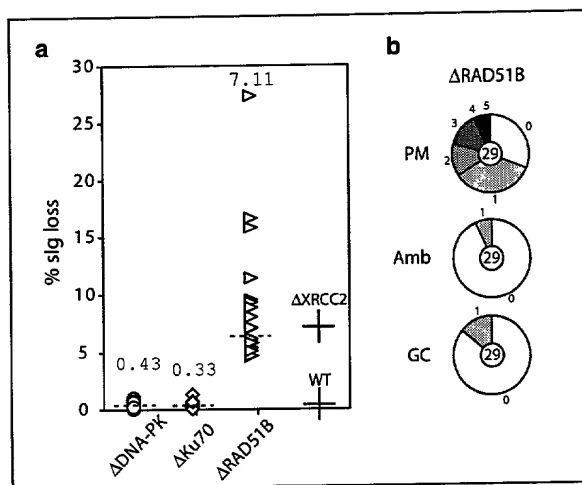 a
b
30
25
20
15
10
5
0
% sIg loss
7.11
0.43
0.33
ΔXRCC2
WT
ΔDNA-PK
ΔKu70
ΔRAD51B
ΔRAD51B
PM
29
0
1
2
3
4
5
Amb
29
1
0
GC
29
1
0